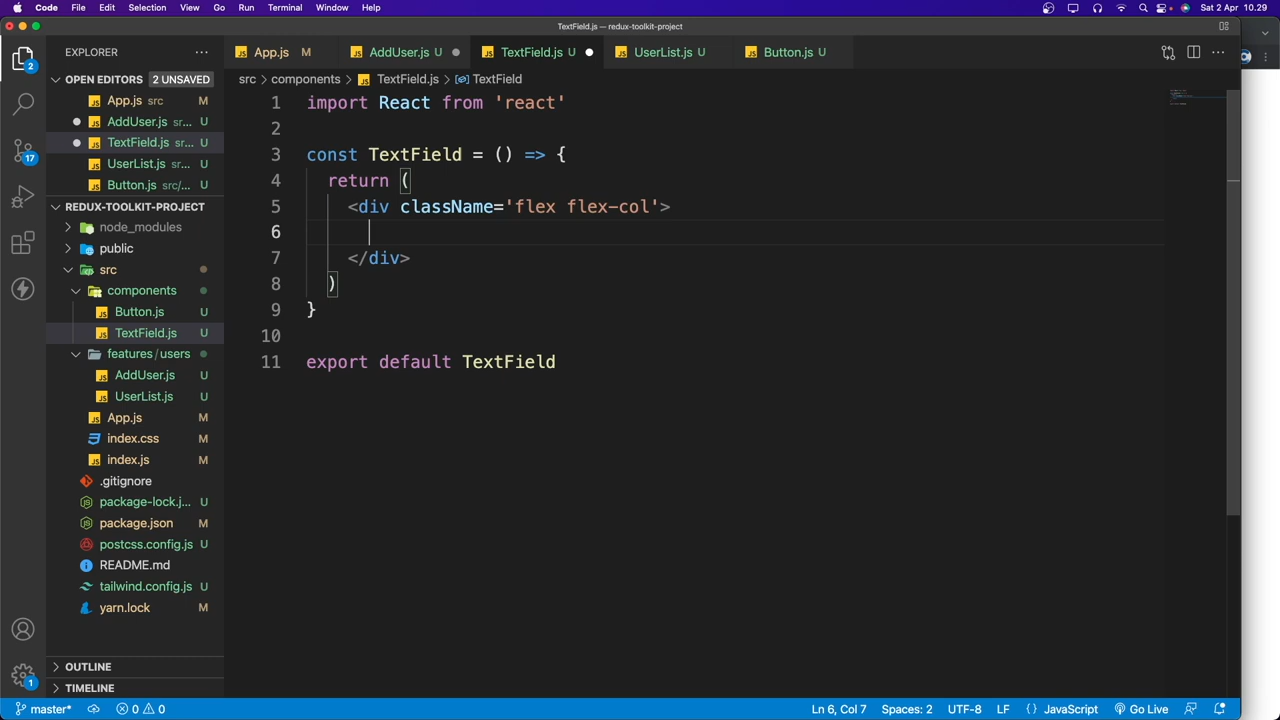 Code File Edit Selection View Go Run Terminal Window Help Sat 2 Apr 10.29
TextField.js — redux-toolkit-project
EXPLORER
App.js M AddUser.js U TextField.js U UserList.js U Button.js U
OPEN EDITORS 2 UNSAVED
src > components > TextField.js > TextField
App.js src M
AddUser.js sr... U
TextField.js sr... U
UserList.js sr... U
Button.js src/... U
REDUX-TOOLKIT-PROJECT
node_modules
public
src
components
Button.js U
TextField.js U
features/users
AddUser.js U
UserList.js U
App.js M
index.css M
index.js M
.gitignore
package-lock.j... U
package.json M
postcss.config.js U
README.md
tailwind.config.js U
yarn.lock M
OUTLINE
TIMELINE
2
17
1
1 import React from 'react'
2
3 const TextField = () => {
4 return (
5 <div className='flex flex-col'>
6
7 </div>
8 )
9 }
10
11 export default TextField
master* 0 0 Ln 6, Col 7 Spaces: 2 UTF-8 LF {} JavaScript Go Live